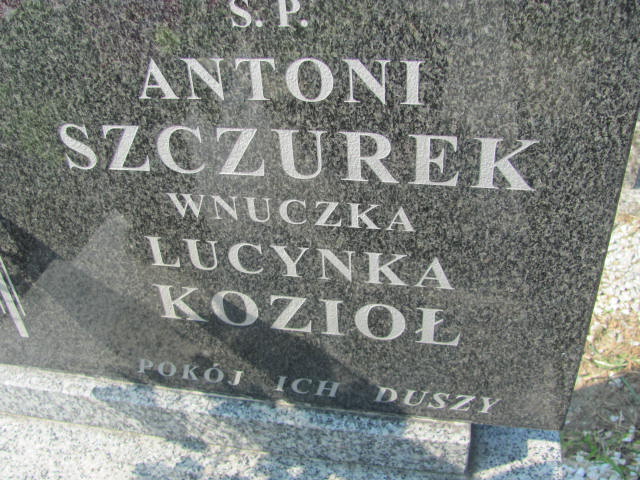 Ś. P.
ANTONI
SZCZUREK
WNUCZKA
LUCYNKA
KOZIOŁ
POKÓJ ICH DUSZY